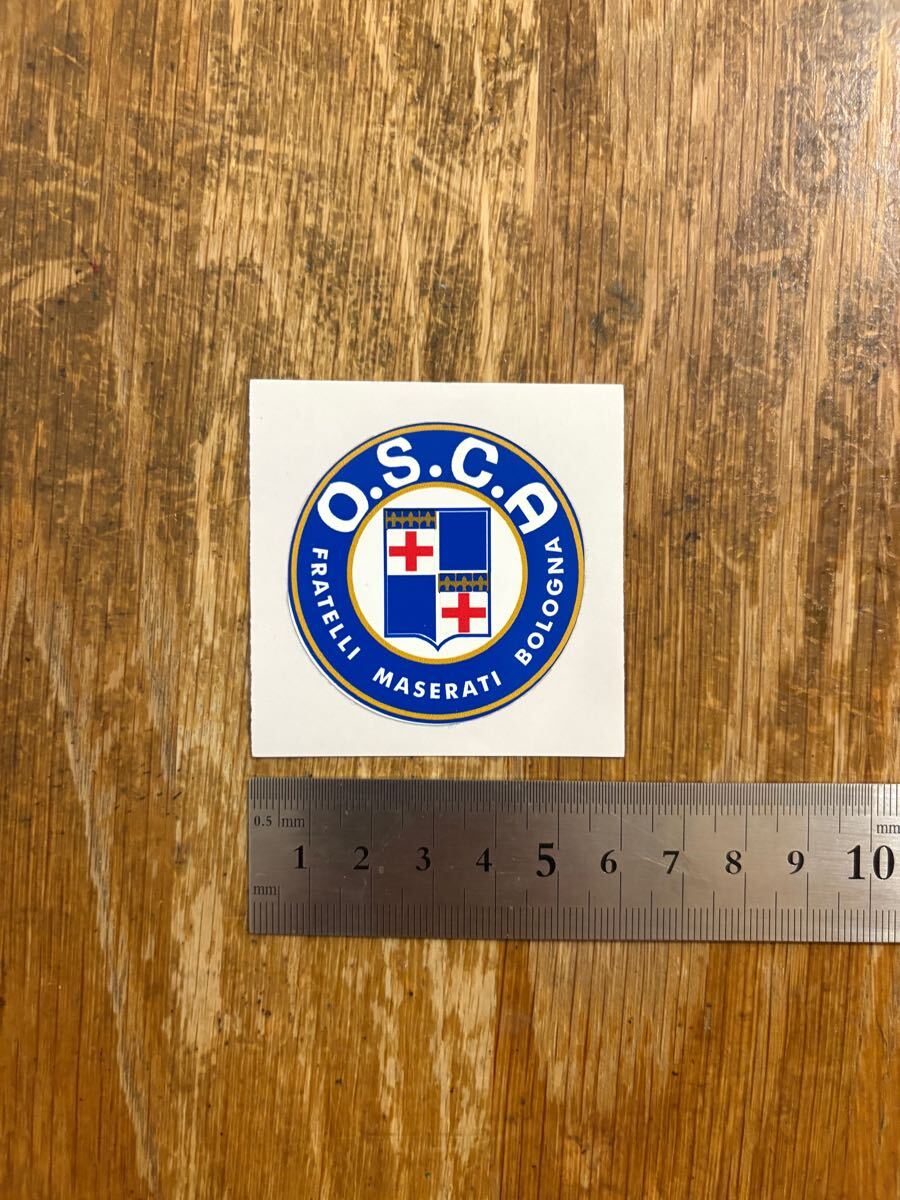 O.S.C.A
FRATELLI MASERATI BOLOGNA
0.5 mm
mm
1 2 3 4 5 6 7 8 9 10
mm